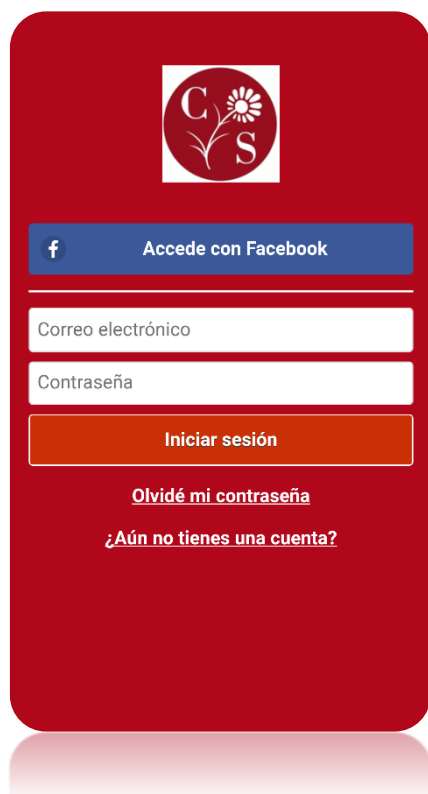 C
S
f
Accede con Facebook
Correo electrónico
Contraseña
Iniciar sesión
Olvidé mi contraseña
¿Aún no tienes una cuenta?